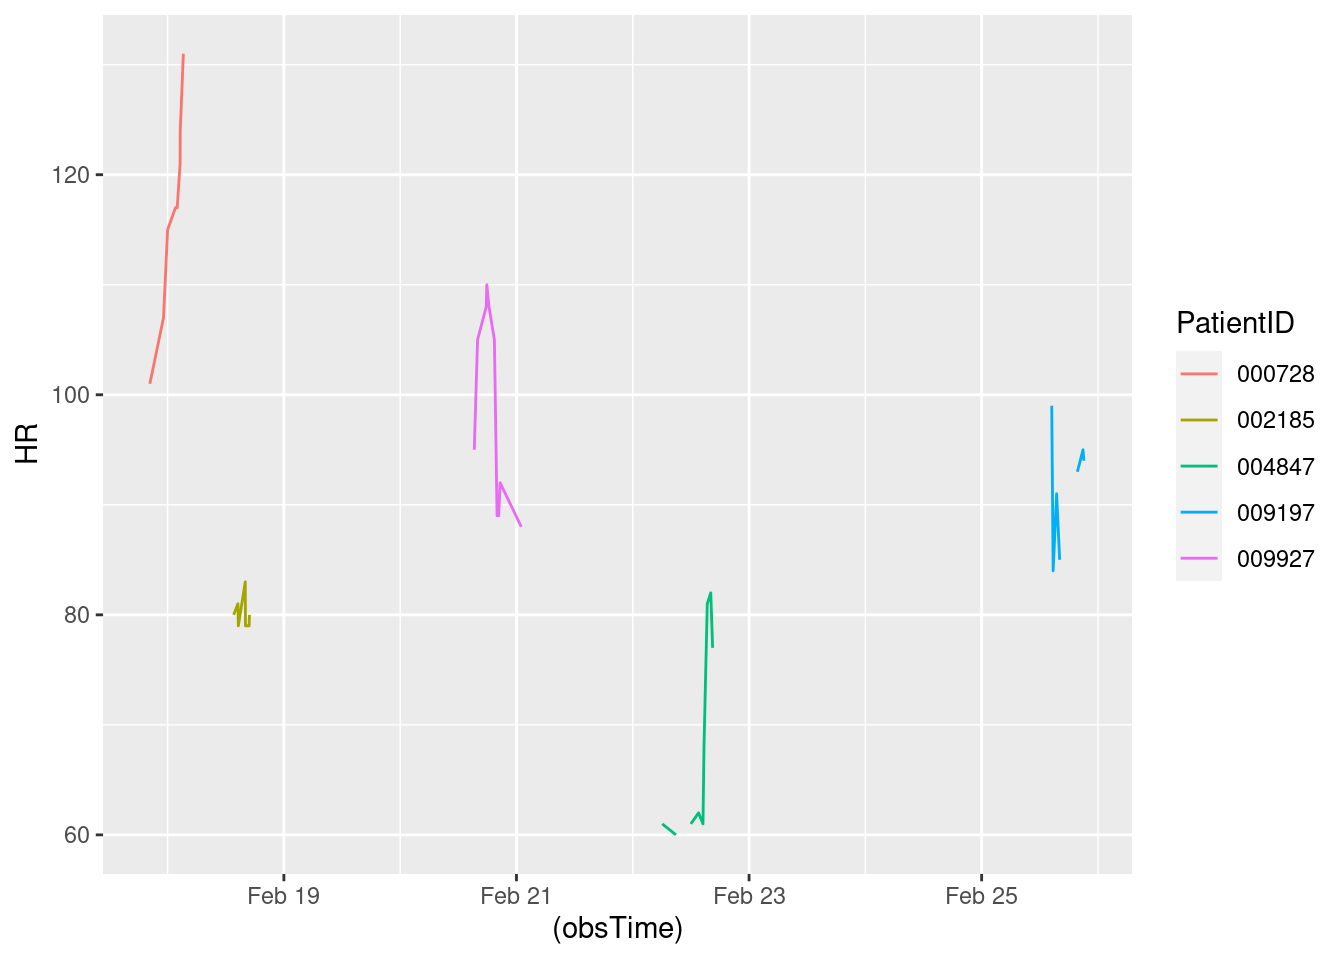 120
100
80
60
HR
Feb 19
Feb 21
Feb 23
Feb 25
(obsTime)
PatientID
000728
002185
004847
009197
009927